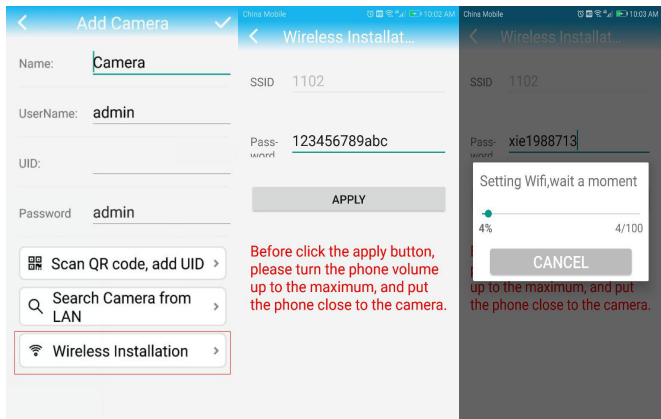 Add Camera
Name: Camera
UserName: admin
UID:
Password admin
Scan QR code, add UID
Search Camera from
LAN
Wireless Installation
China Mobile 10:02 AM
Wireless Installat...
SSID 1102
Pass-
word
123456789abc
APPLY
Before click the apply button,
please turn the phone volume
up to the maximum, and put
the phone close to the camera.
China Mobile 10:03 AM
Wireless Installat...
SSID 1102
Pass-
word
xie1988713
Setting Wifi,wait a moment
4% 4/100
CANCEL
up to the maximum, and put
the phone close to the camera.